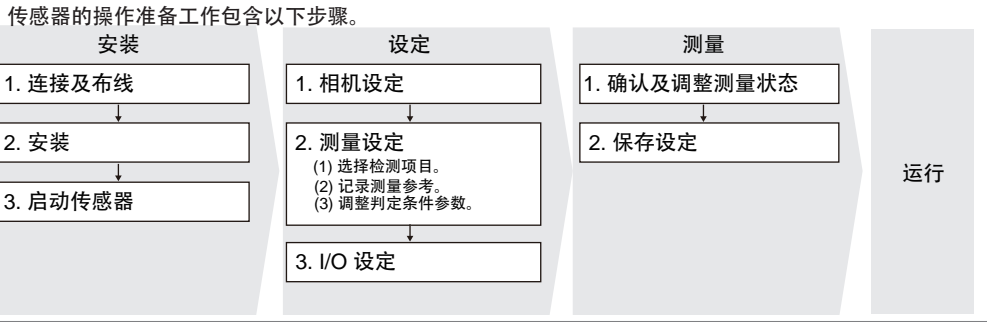 传感器的操作准备工作包含以下步骤。
安装
1. 连接及布线
2. 安装
3. 启动传感器
设定
1. 相机设定
2. 测量设定
(1) 选择检测项目。
(2) 记录测量参考。
(3) 调整判定条件参数。
3. I/O 设定
测量
1. 确认及调整测量状态
2. 保存设定
运行